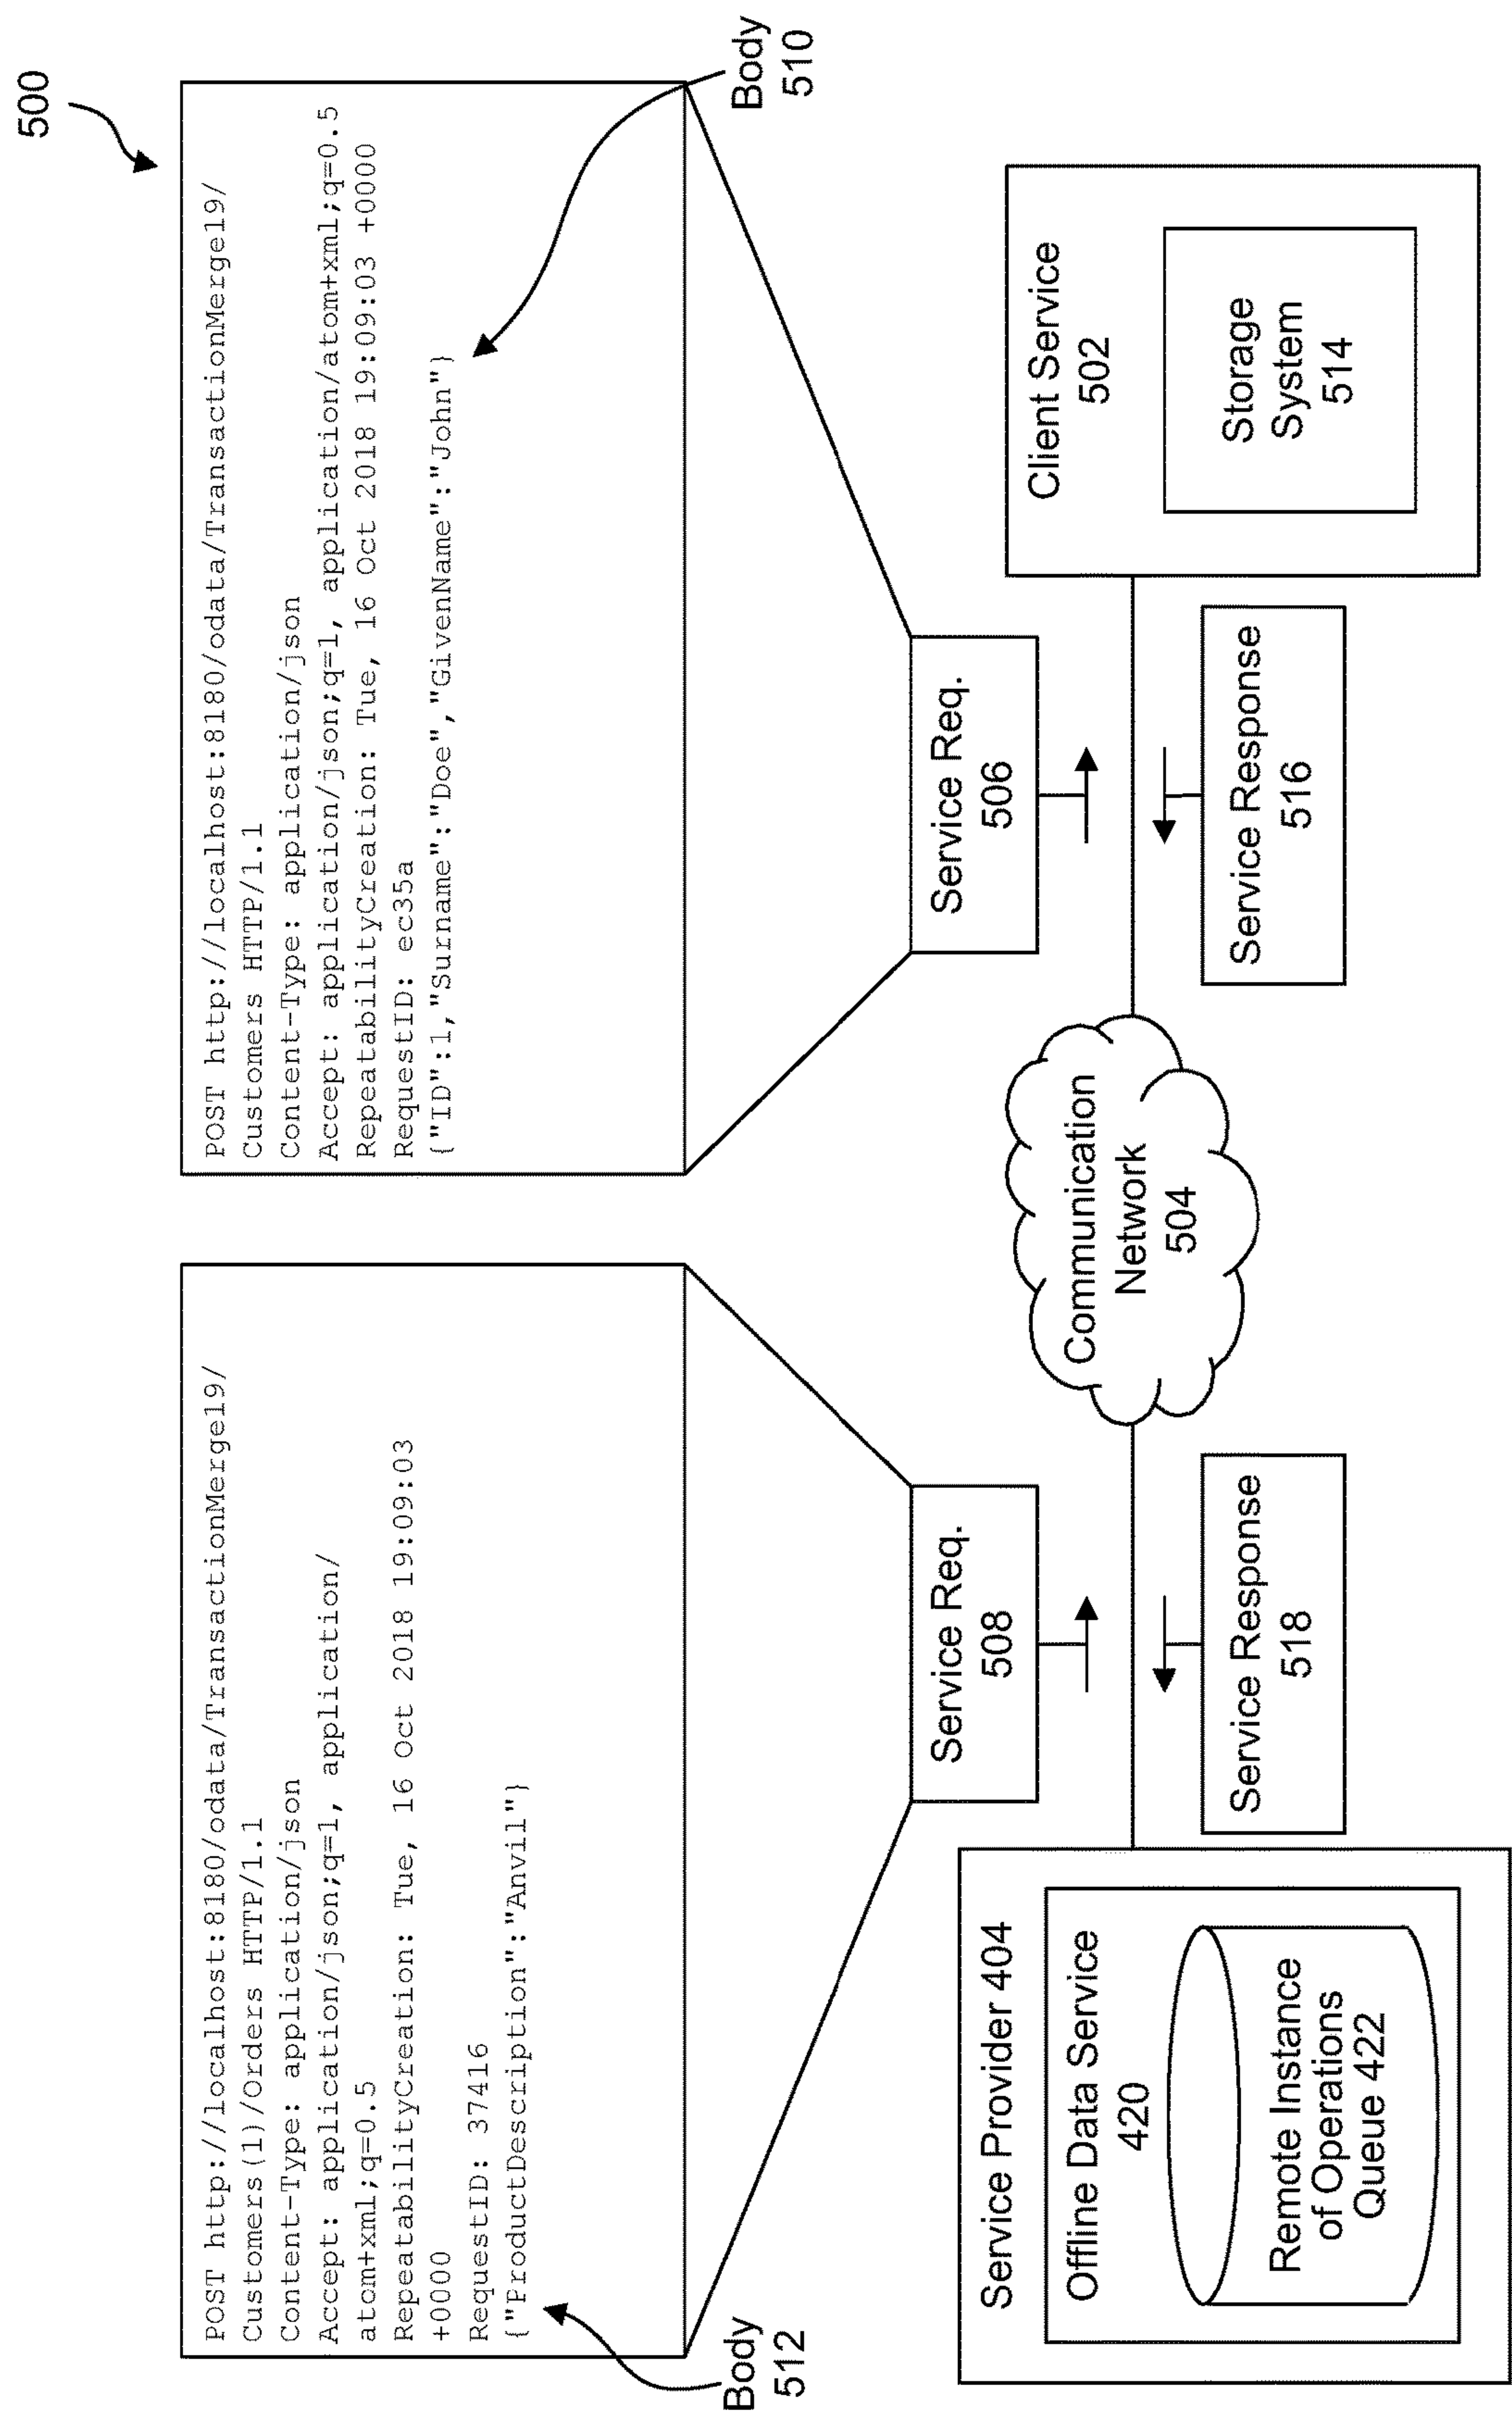 500
POST http://localhost:8180/odata/TransactionMerge19/
Customers(1)/Orders HTTP/1.1
Content-Type: application/json
Accept: application/json;q=1, application/
atom+xml;q=0.5
RepeatabilityCreation: Tue, 16 Oct 2018 19:09:03
+0000
RequestID: 37416
{"ProductDescription":"Anvil"}
Body
512
POST http://localhost:8180/odata/TransactionMerge19/
Customers HTTP/1.1
Content-Type: application/json
Accept: application/json;q=1, application/atom+xml;q=0.5
RepeatabilityCreation: Tue, 16 Oct 2018 19:09:03 +0000
RequestID: ec35a
{"ID":1,"Surname":"Doe","GivenName":"John"}
Body
510
Service Req.
508
Service Req.
506
Service Provider 404
Offline Data Service
420
Remote Instance
of Operations
Queue 422
Communication
Network
504
Client Service
502
Storage
System
514
Service Response
518
Service Response
516